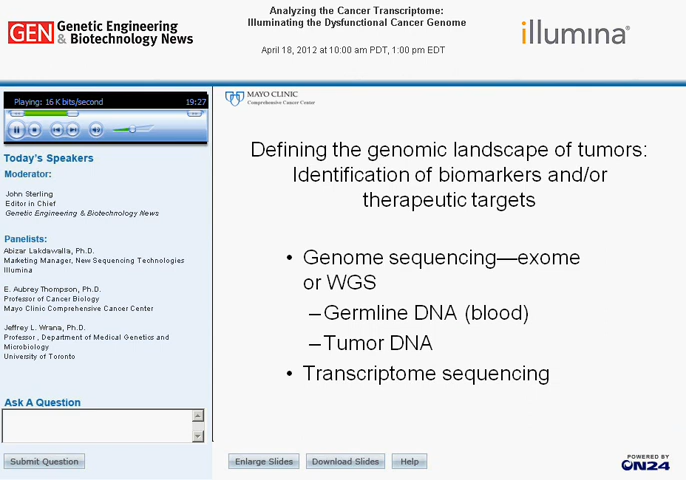 GEN Genetic Engineering
& Biotechnology News
Analyzing the Cancer Transcriptome:
Illuminating the Dysfunctional Cancer Genome
April 18, 2012 at 10:00 am PDT, 1:00 pm EDT
illumina®
Playing: 16 K bits/second 19:27
Today's Speakers
Moderator:
John Sterling
Editor in Chief
Genetic Engineering & Biotechnology News
Panelists:
Abizar Lakdawalla, Ph.D.
Marketing Manager, New Sequencing Technologies
Illumina
E. Aubrey Thompson, Ph.D.
Professor of Cancer Biology
Mayo Clinic Comprehensive Cancer Center
Jeffrey L. Wrana, Ph.D.
Professor , Department of Medical Genetics and
Microbiology
University of Toronto
Ask A Question
Submit Question
MAYO CLINIC
Comprehensive Cancer Center
Defining the genomic landscape of tumors:
Identification of biomarkers and/or
therapeutic targets
• Genome sequencing—exome
or WGS
–Germline DNA (blood)
–Tumor DNA
• Transcriptome sequencing
Enlarge Slides Download Slides Help
POWERED BY
ON24